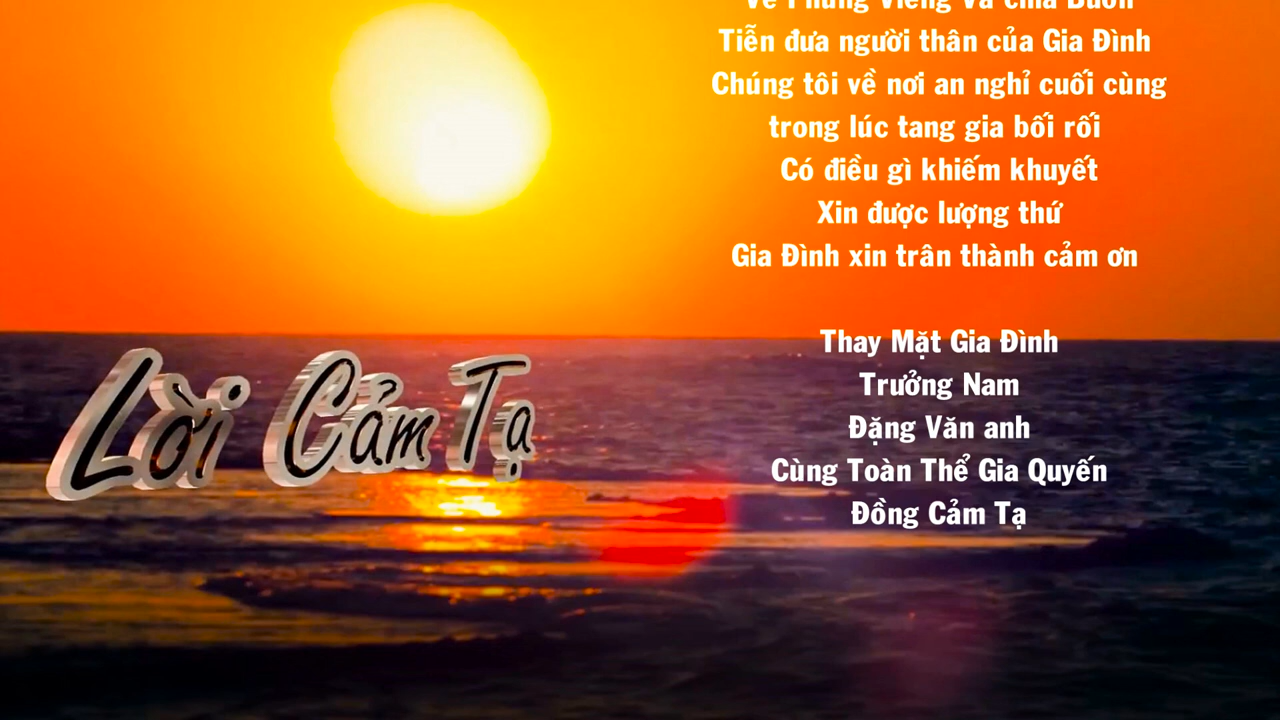 Tiễn đưa người thân của Gia Đình
Chúng tôi về nơi an nghỉ cuối cùng
trong lúc tang gia bối rối
Có điều gì khiếm khuyết
Xin được lượng thứ
Gia Đình xin trân thành cảm ơn
Thay Mặt Gia Đình
Trưởng Nam
Đặng Văn anh
Cùng Toàn Thể Gia Quyến
Đồng Cảm Tạ
Lời Cảm Tạ